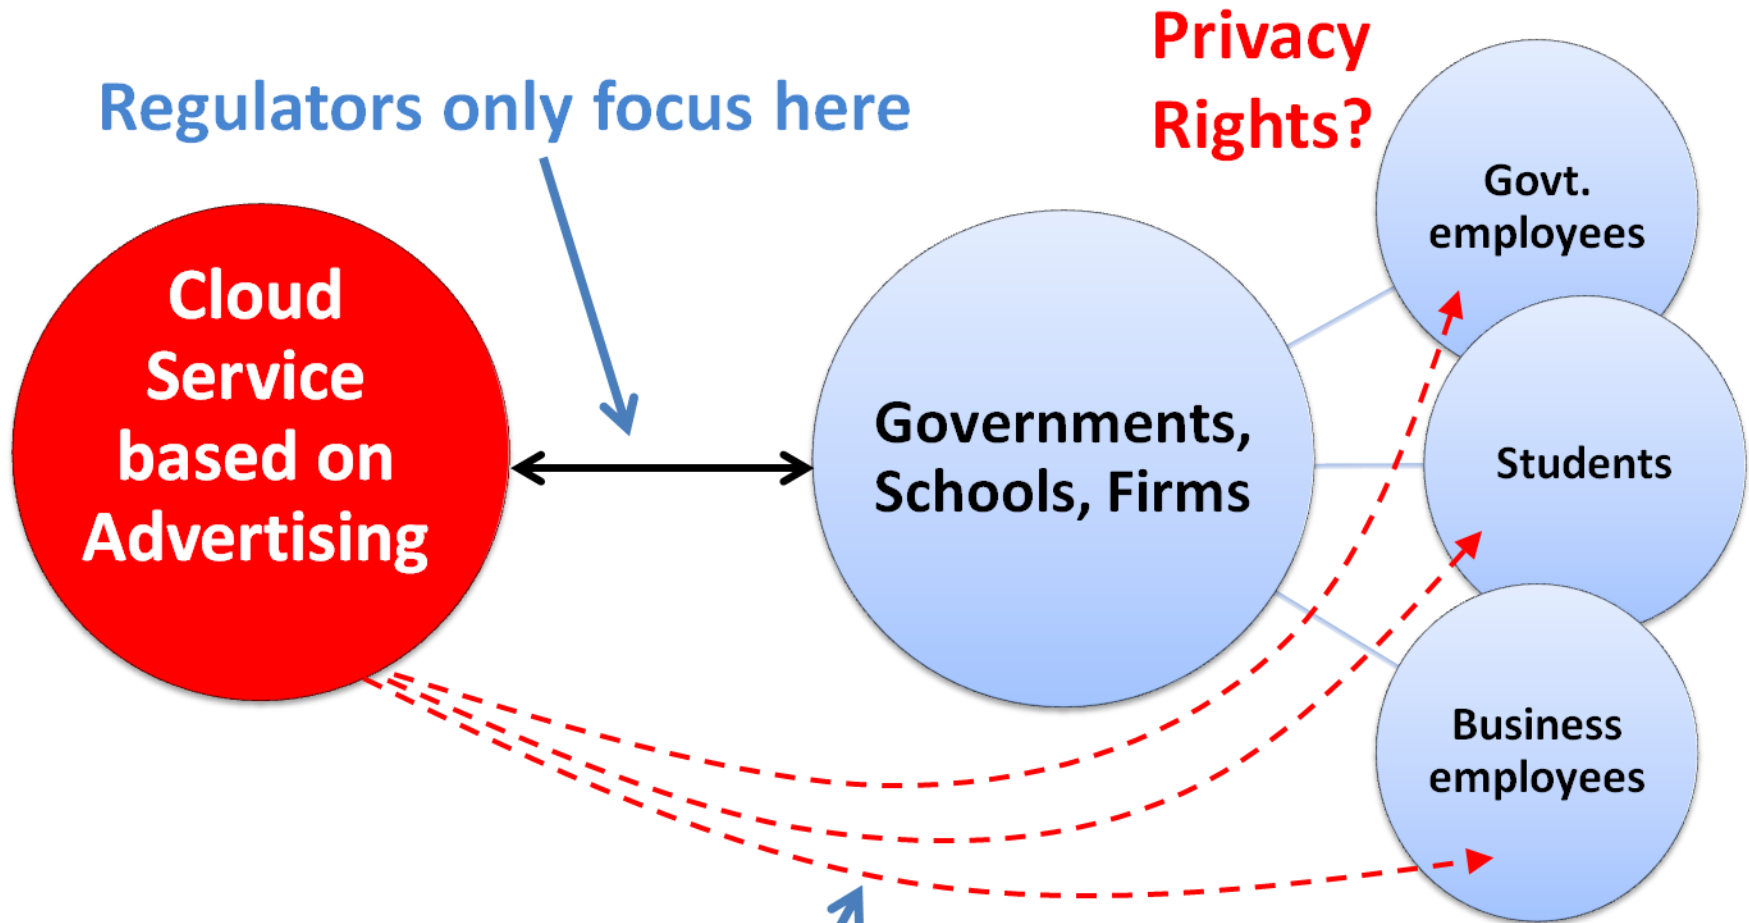 Privacy
Rights?
Regulators only focus here
Govt.
employees
Cloud
Service
based on
Advertising
Governments,
Schools, Firms
Students
Business
employees